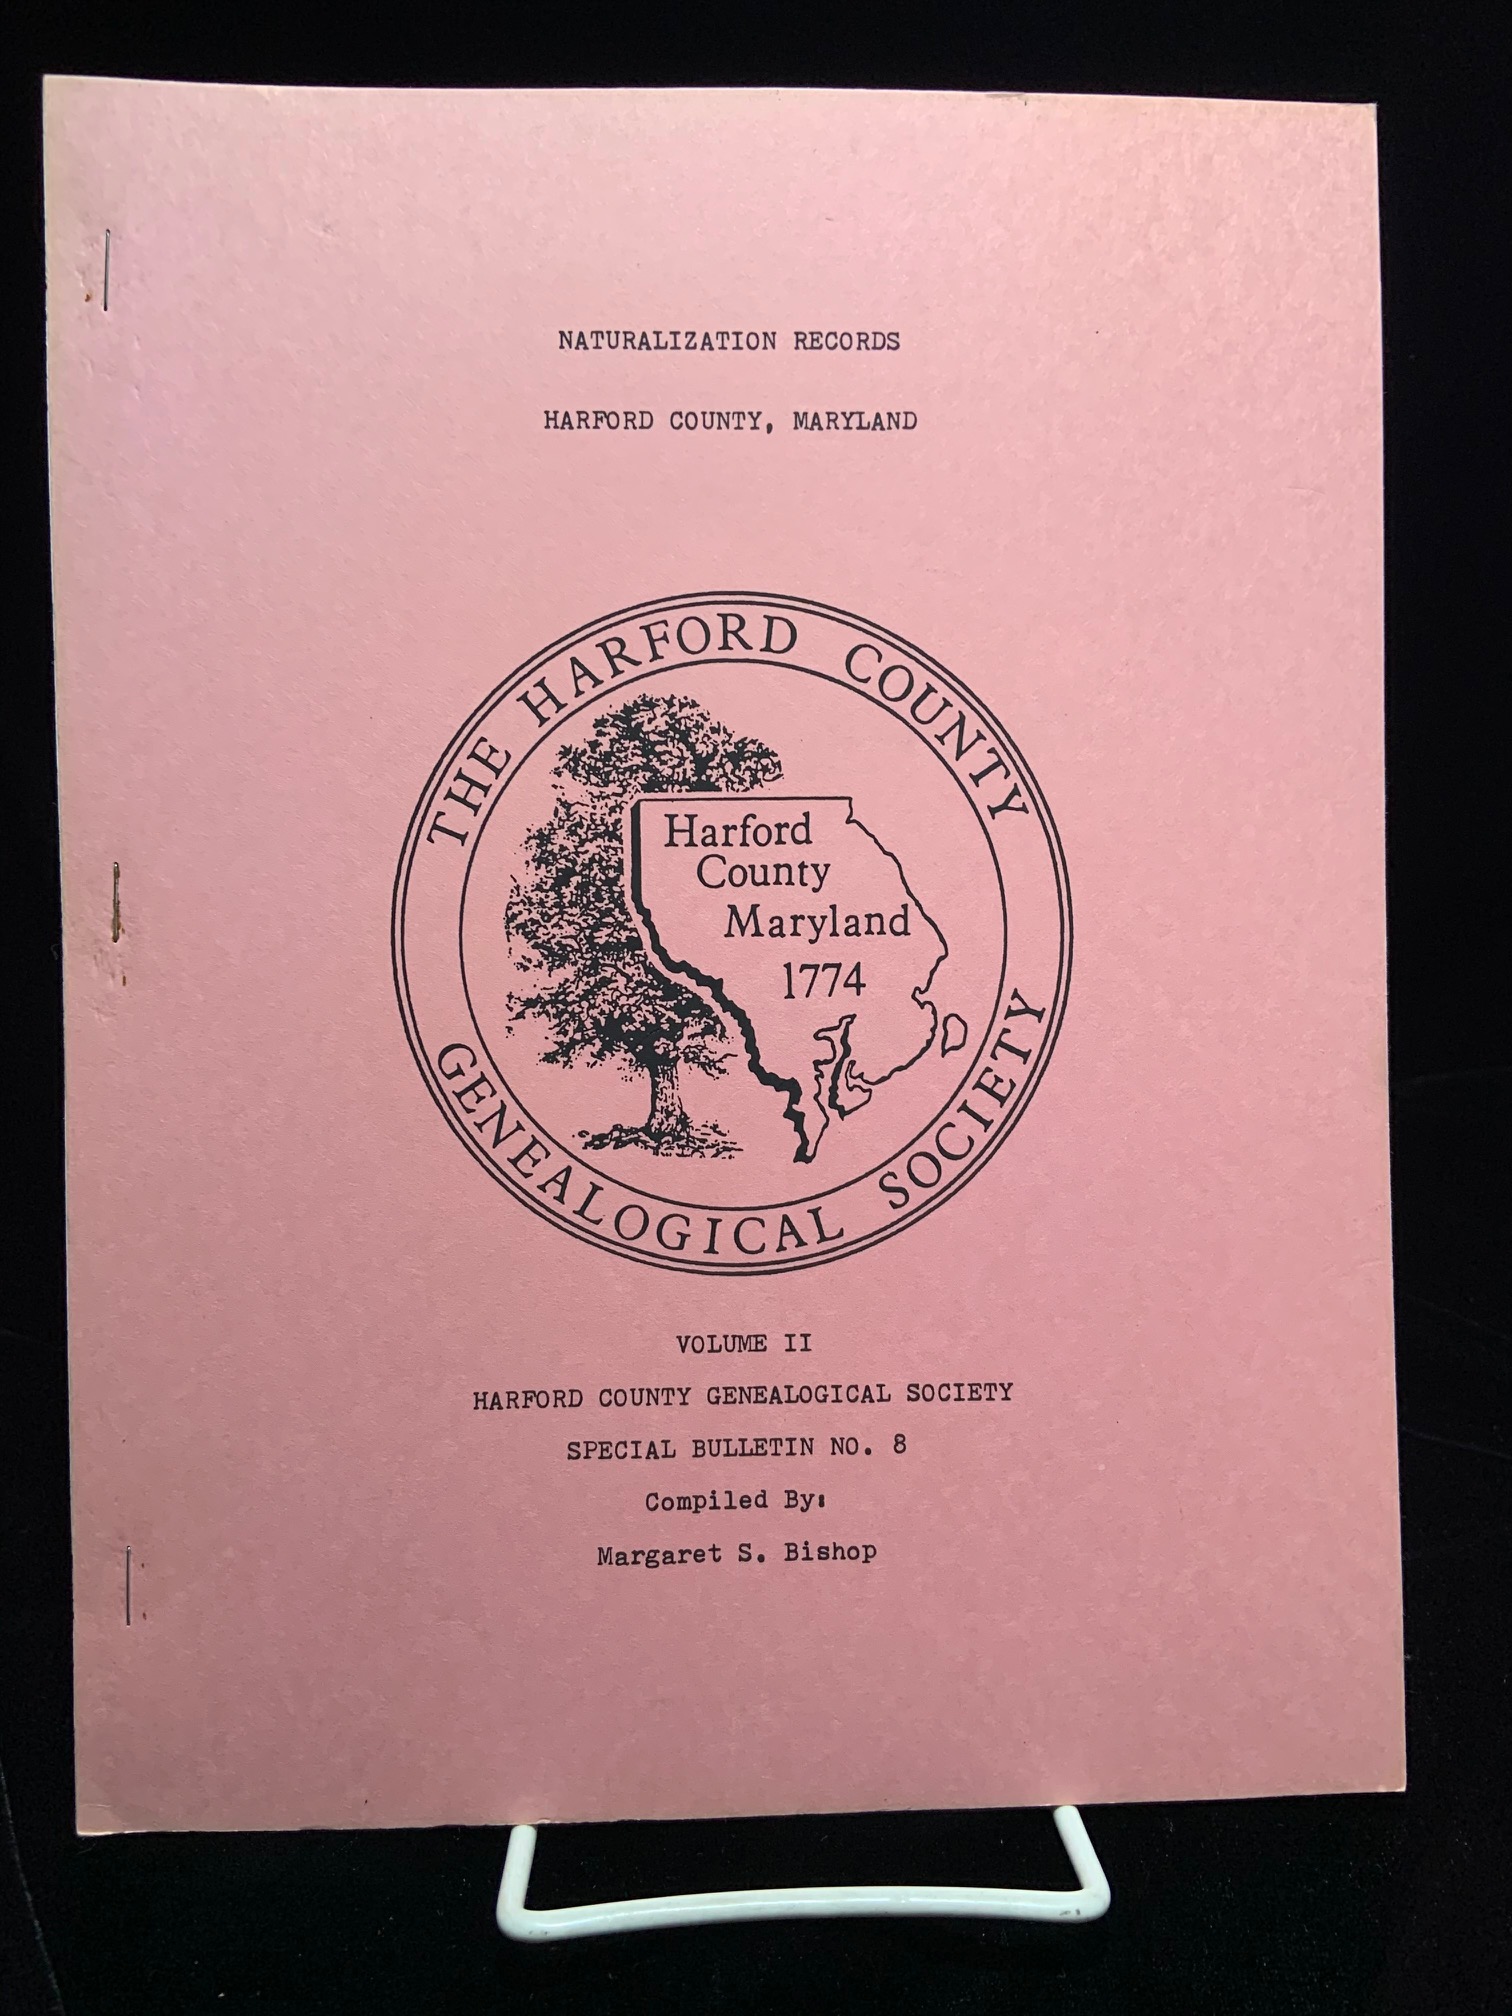 NATURALIZATION RECORDS
HARFORD COUNTY, MARYLAND
THE HARFORD COUNTY
Harford
County
Maryland
1774
GENEALOGICAL SOCIETY
VOLUME II
HARFORD COUNTY GENEALOGICAL SOCIETY
SPECIAL BULLETIN NO. 8
Compiled By:
Margaret S. Bishop